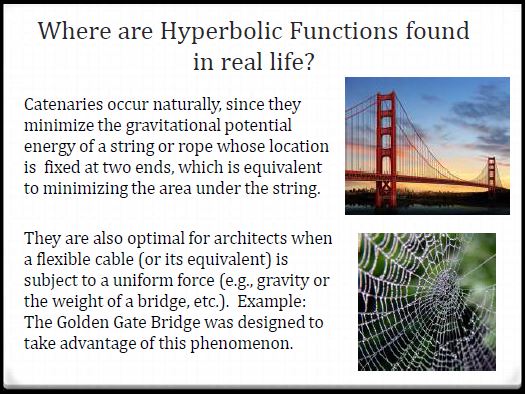 Where are Hyperbolic Functions found
in real life?
Catenaries occur naturally, since they
minimize the gravitational potential
energy of a string or rope whose location
is fixed at two ends, which is equivalent
to minimizing the area under the string.
They are also optimal for architects when
a flexible cable (or its equivalent) is
subject to a uniform force (e.g., gravity or
the weight of a bridge, etc.). Example:
The Golden Gate Bridge was designed to
take advantage of this phenomenon.